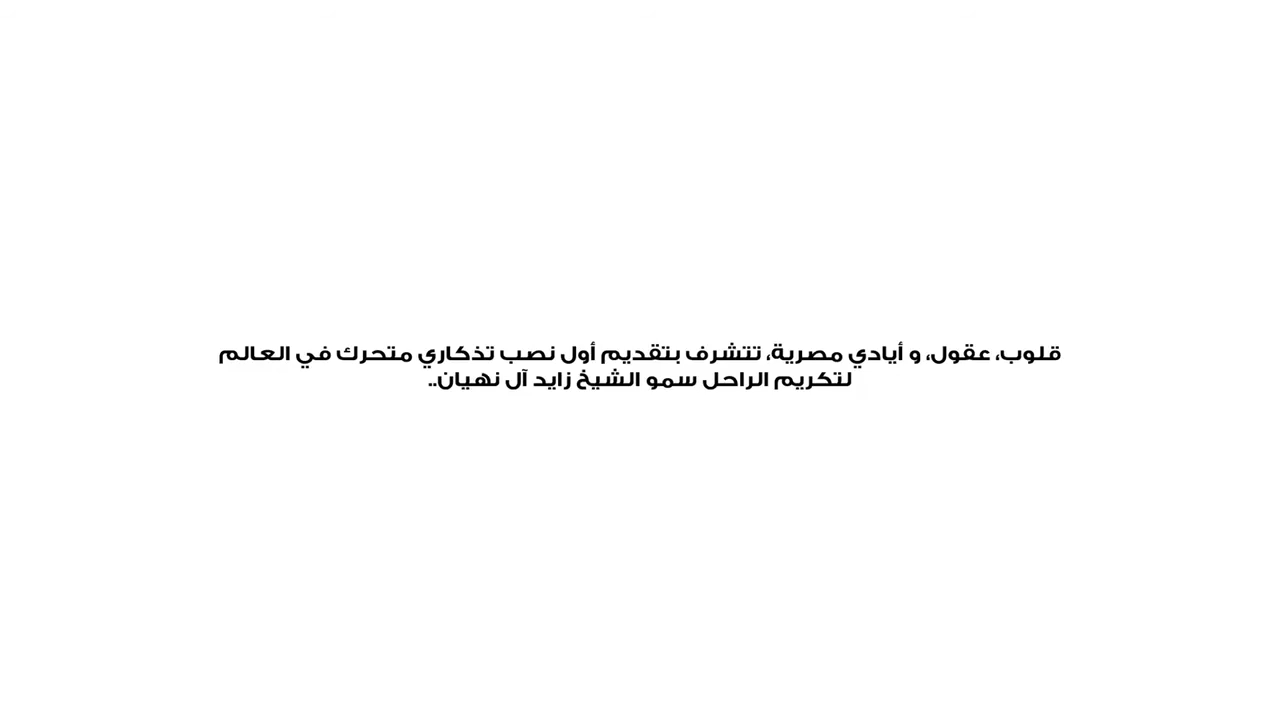 قلوب، عقول، و أيادي مصرية، تتشرف بتقديم أول نصب تذكاري متحرك في العالم
لتكريم الراحل سمو الشيخ زايد آل نهيان..